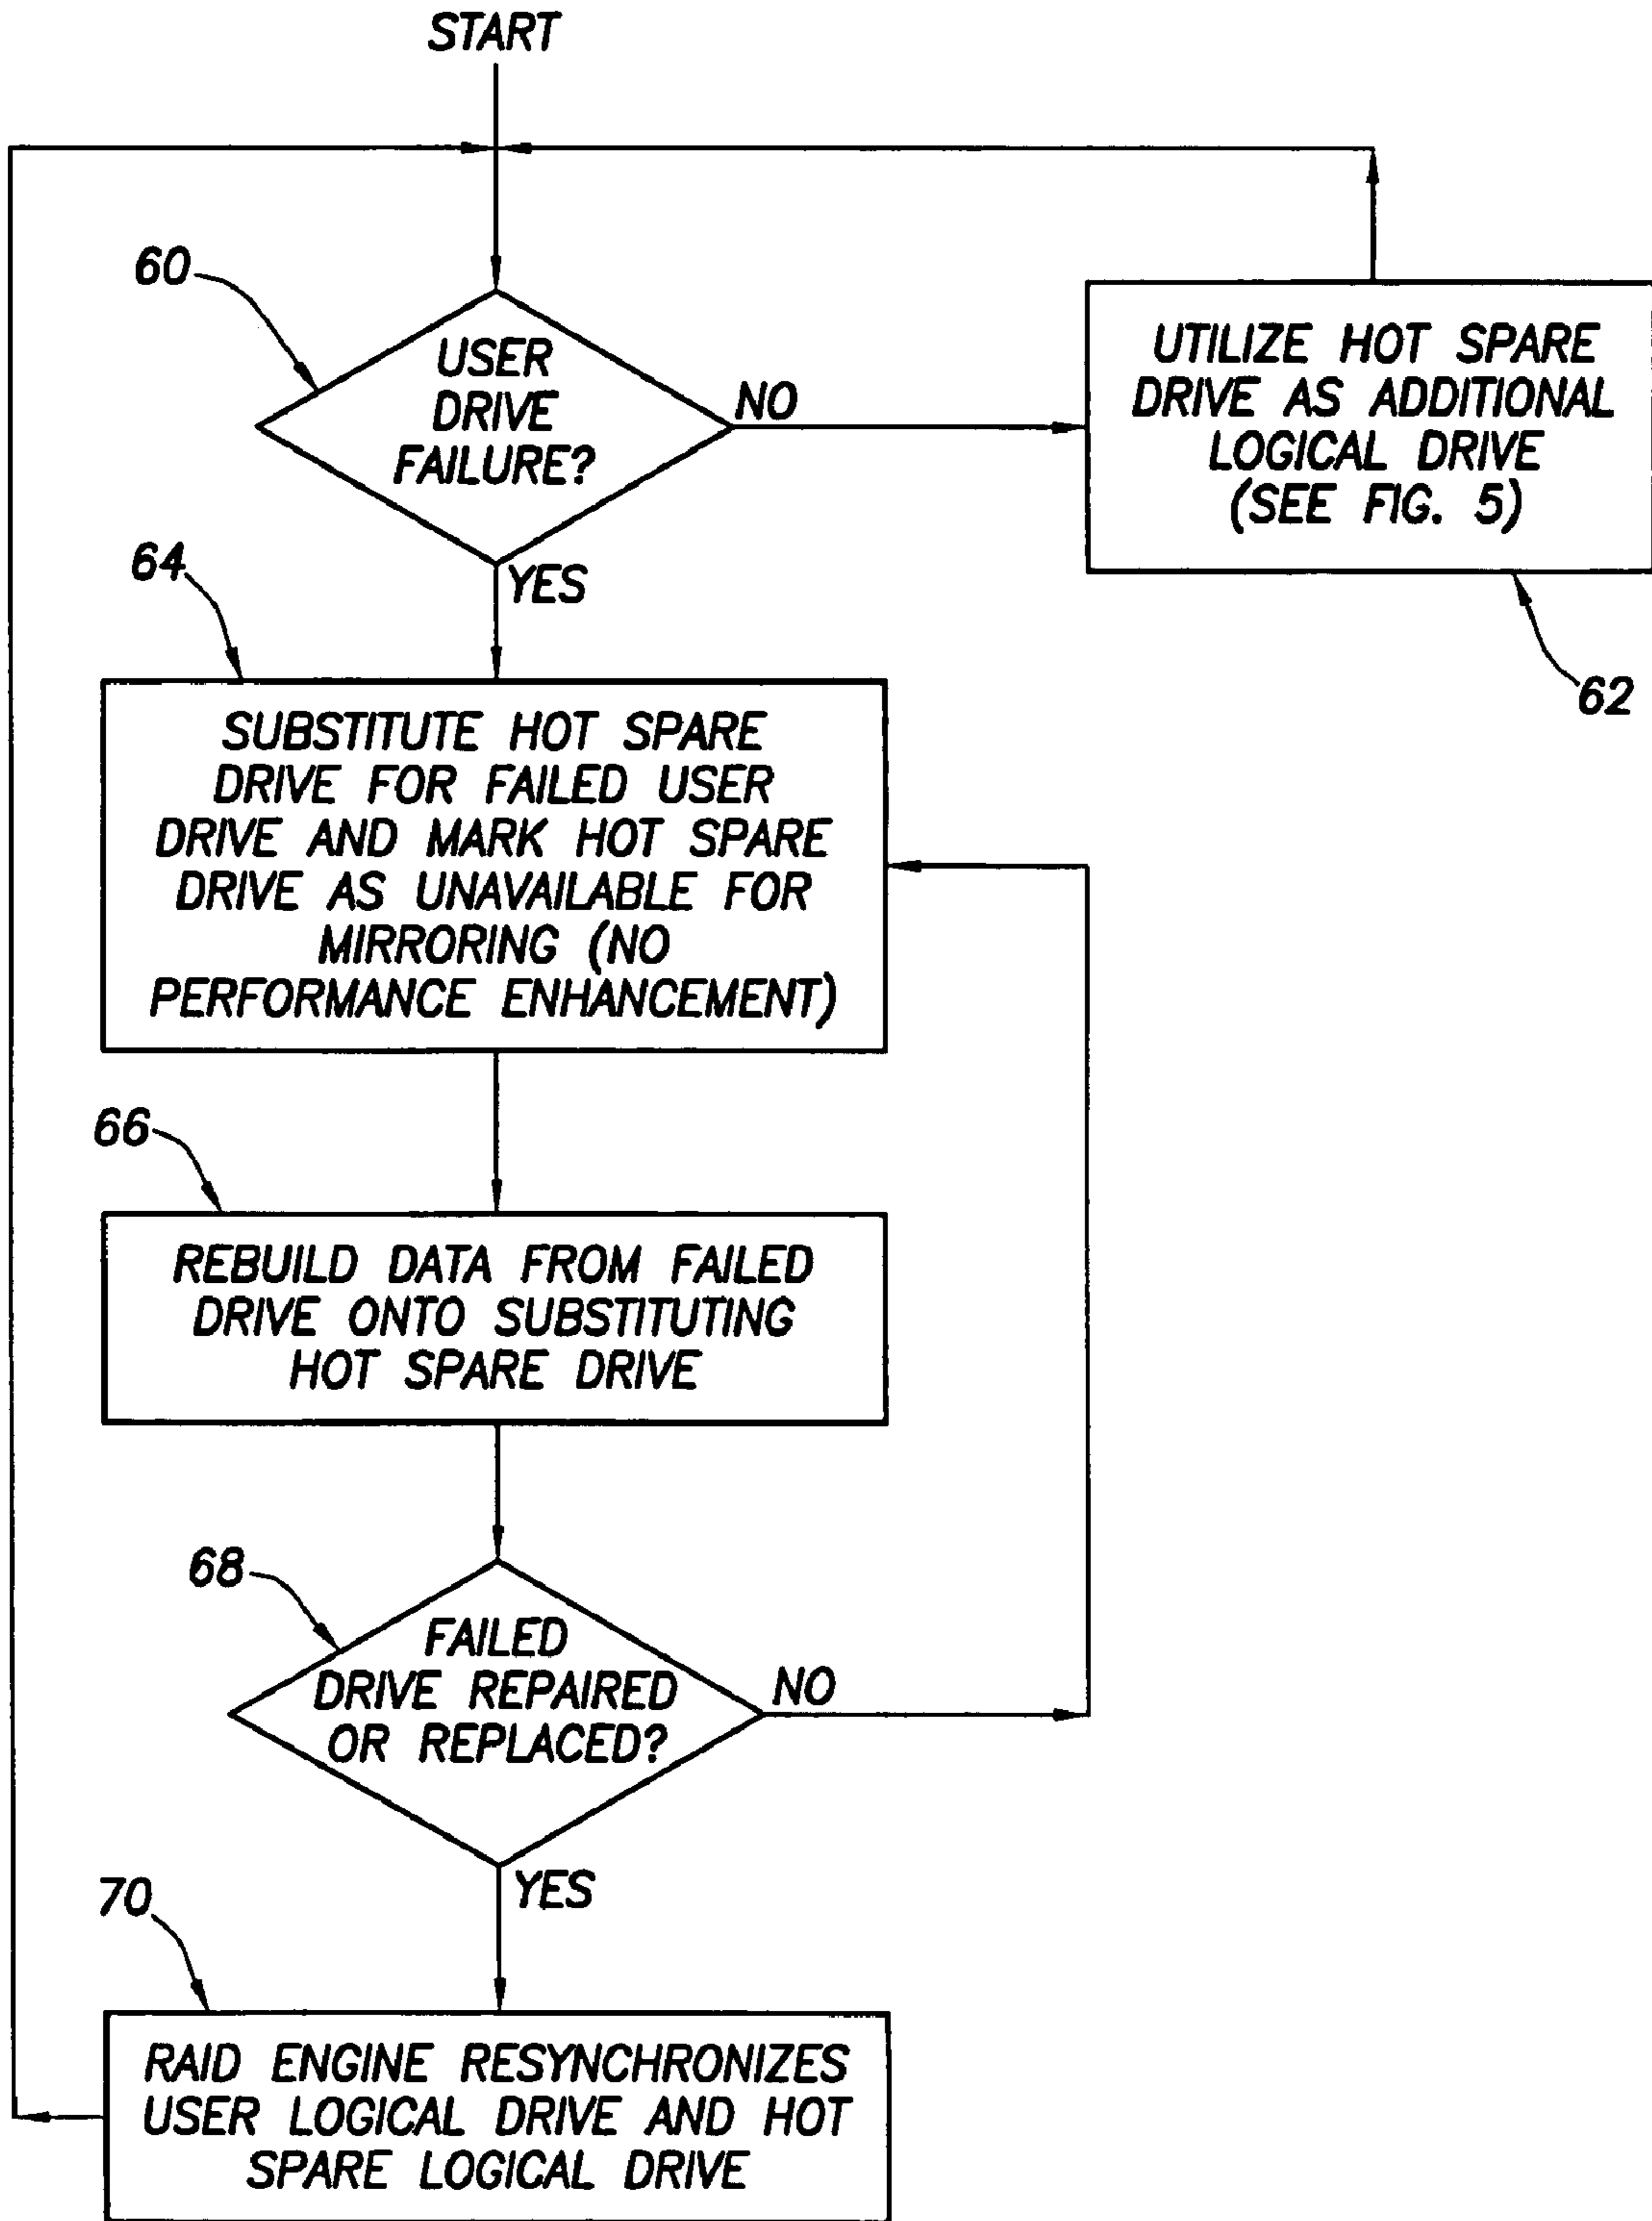 START
60
USER
DRIVE
FAILURE?
NO
UTILIZE HOT SPARE
DRIVE AS ADDITIONAL
LOGICAL DRIVE
(SEE FIG. 5)
62
YES
64
SUBSTITUTE HOT SPARE
DRIVE FOR FAILED USER
DRIVE AND MARK HOT SPARE
DRIVE AS UNAVAILABLE FOR
MIRRORING (NO
PERFORMANCE ENHANCEMENT)
66
REBUILD DATA FROM FAILED
DRIVE ONTO SUBSTITUTING
HOT SPARE DRIVE
68
FAILED
DRIVE REPAIRED
OR REPLACED?
NO
YES
70
RAID ENGINE RESYNCHRONIZES
USER LOGICAL DRIVE AND HOT
SPARE LOGICAL DRIVE